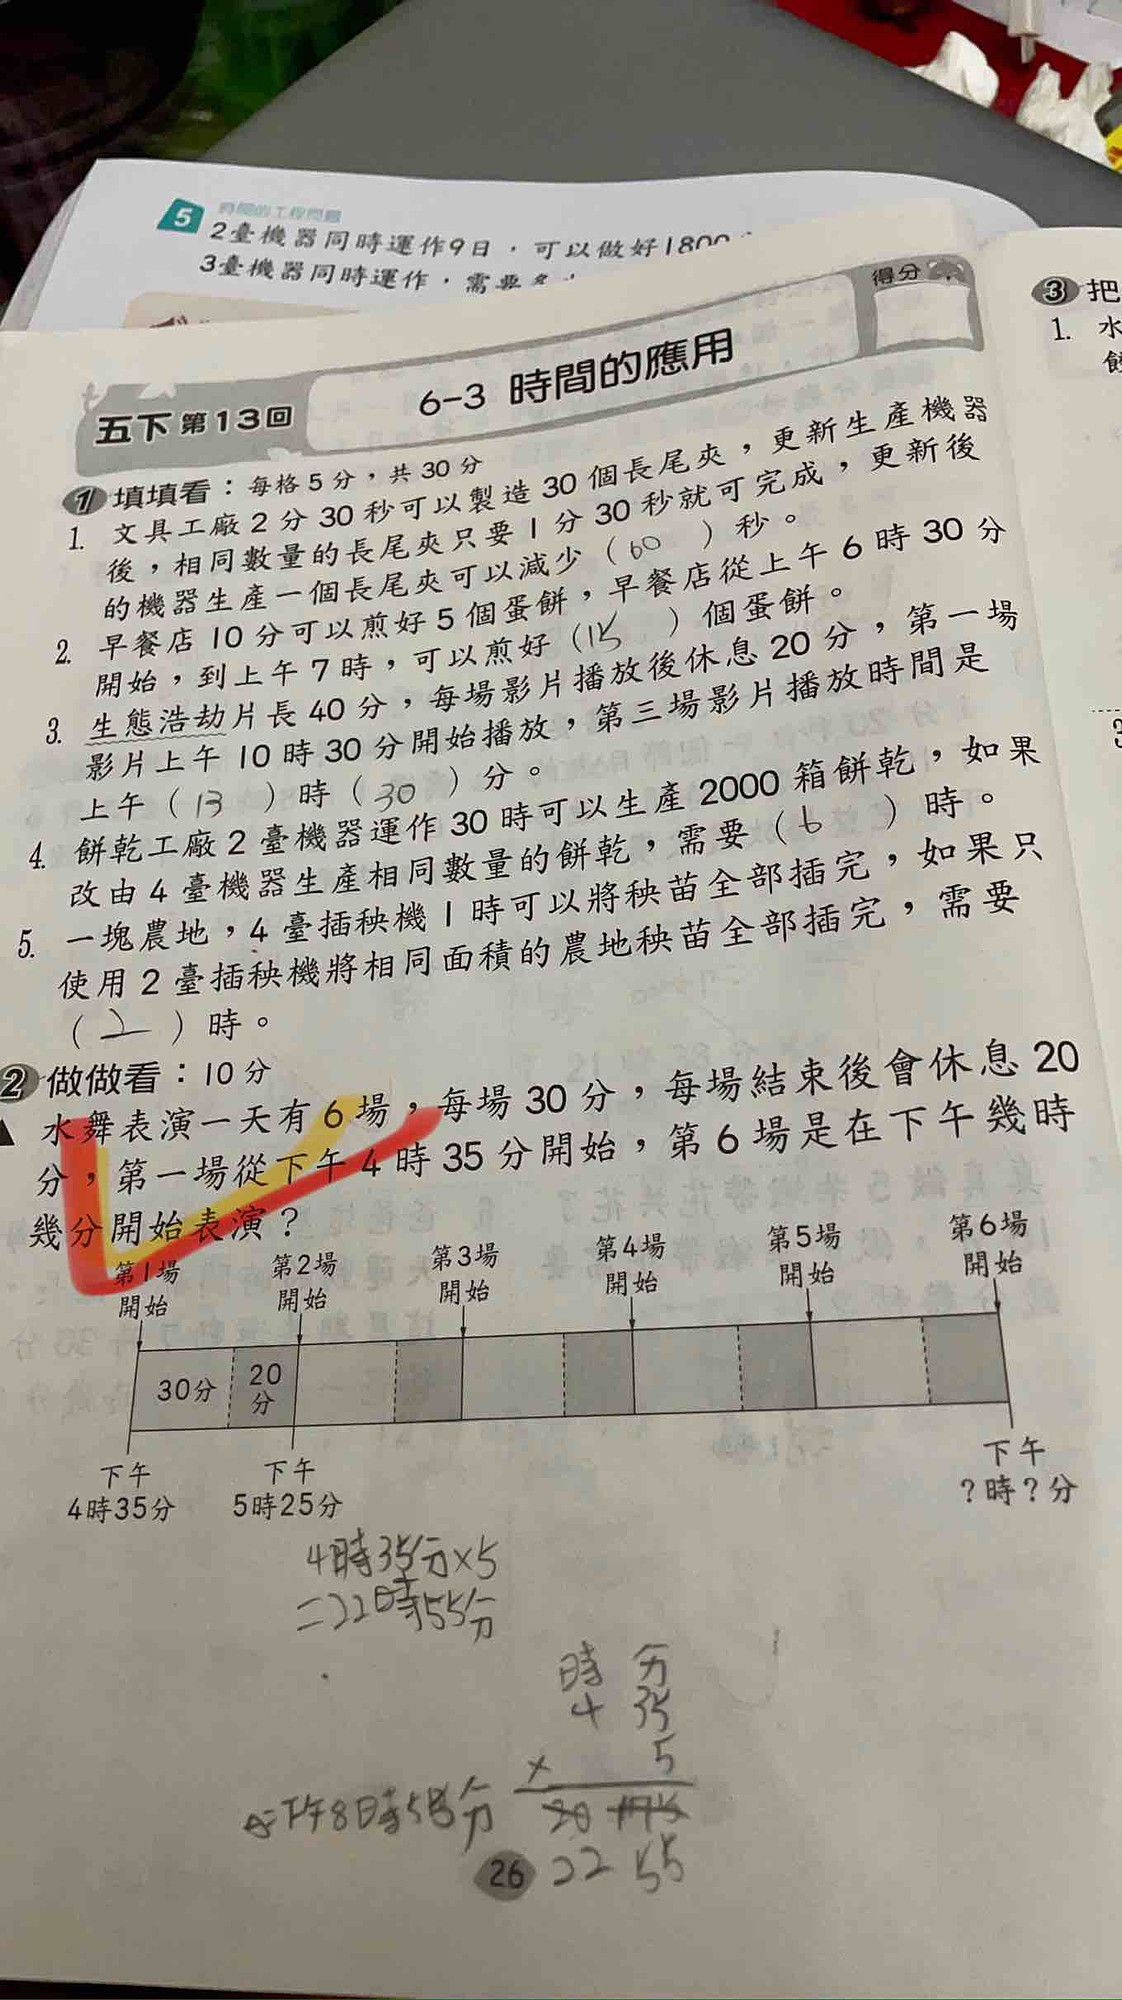 5 時間的工程問題
2臺機器同時運作9日，可以做好1800
3臺機器同時運作，需要多
得分
五下 第13回
6-3 時間的應用
1 填填看：每格5分，共30分
1. 文具工廠2分30秒可以製造30個長尾夾，更新生產機器
後，相同數量的長尾夾只要1分30秒就可完成，更新後
的機器生產一個長尾夾可以減少（60）秒。
2. 早餐店10分可以煎好5個蛋餅，早餐店從上午6時30分
開始，到上午7時，可以煎好（15）個蛋餅。
3. 生態浩劫片長40分，每場影片播放後休息20分，第一場
影片上午10時30分開始播放，第三場影片播放時間是
上午（13）時（30）分。
4. 餅乾工廠2臺機器運作30時可以生產2000箱餅乾，如果
改由4臺機器生產相同數量的餅乾，需要（6）時。
5. 一塊農地，4臺插秧機1時可以將秧苗全部插完，如果只
使用2臺插秧機將相同面積的農地秧苗全部插完，需要
（2）時。
2 做做看：10分
水舞表演一天有6場，每場30分，每場結束後會休息20
分，第一場從下午4時35分開始，第6場是在下午幾時
幾分開始表演？
第1場 第2場 第3場 第4場 第5場 第6場
開始 開始 開始 開始 開始 開始
30分 20分
下午 下午 下午
4時35分 5時25分 ？時？分
4時35分×5
=22時55分
時 分
4 35
× 5
下午8時5分
22 55
26
3 把
1. 水